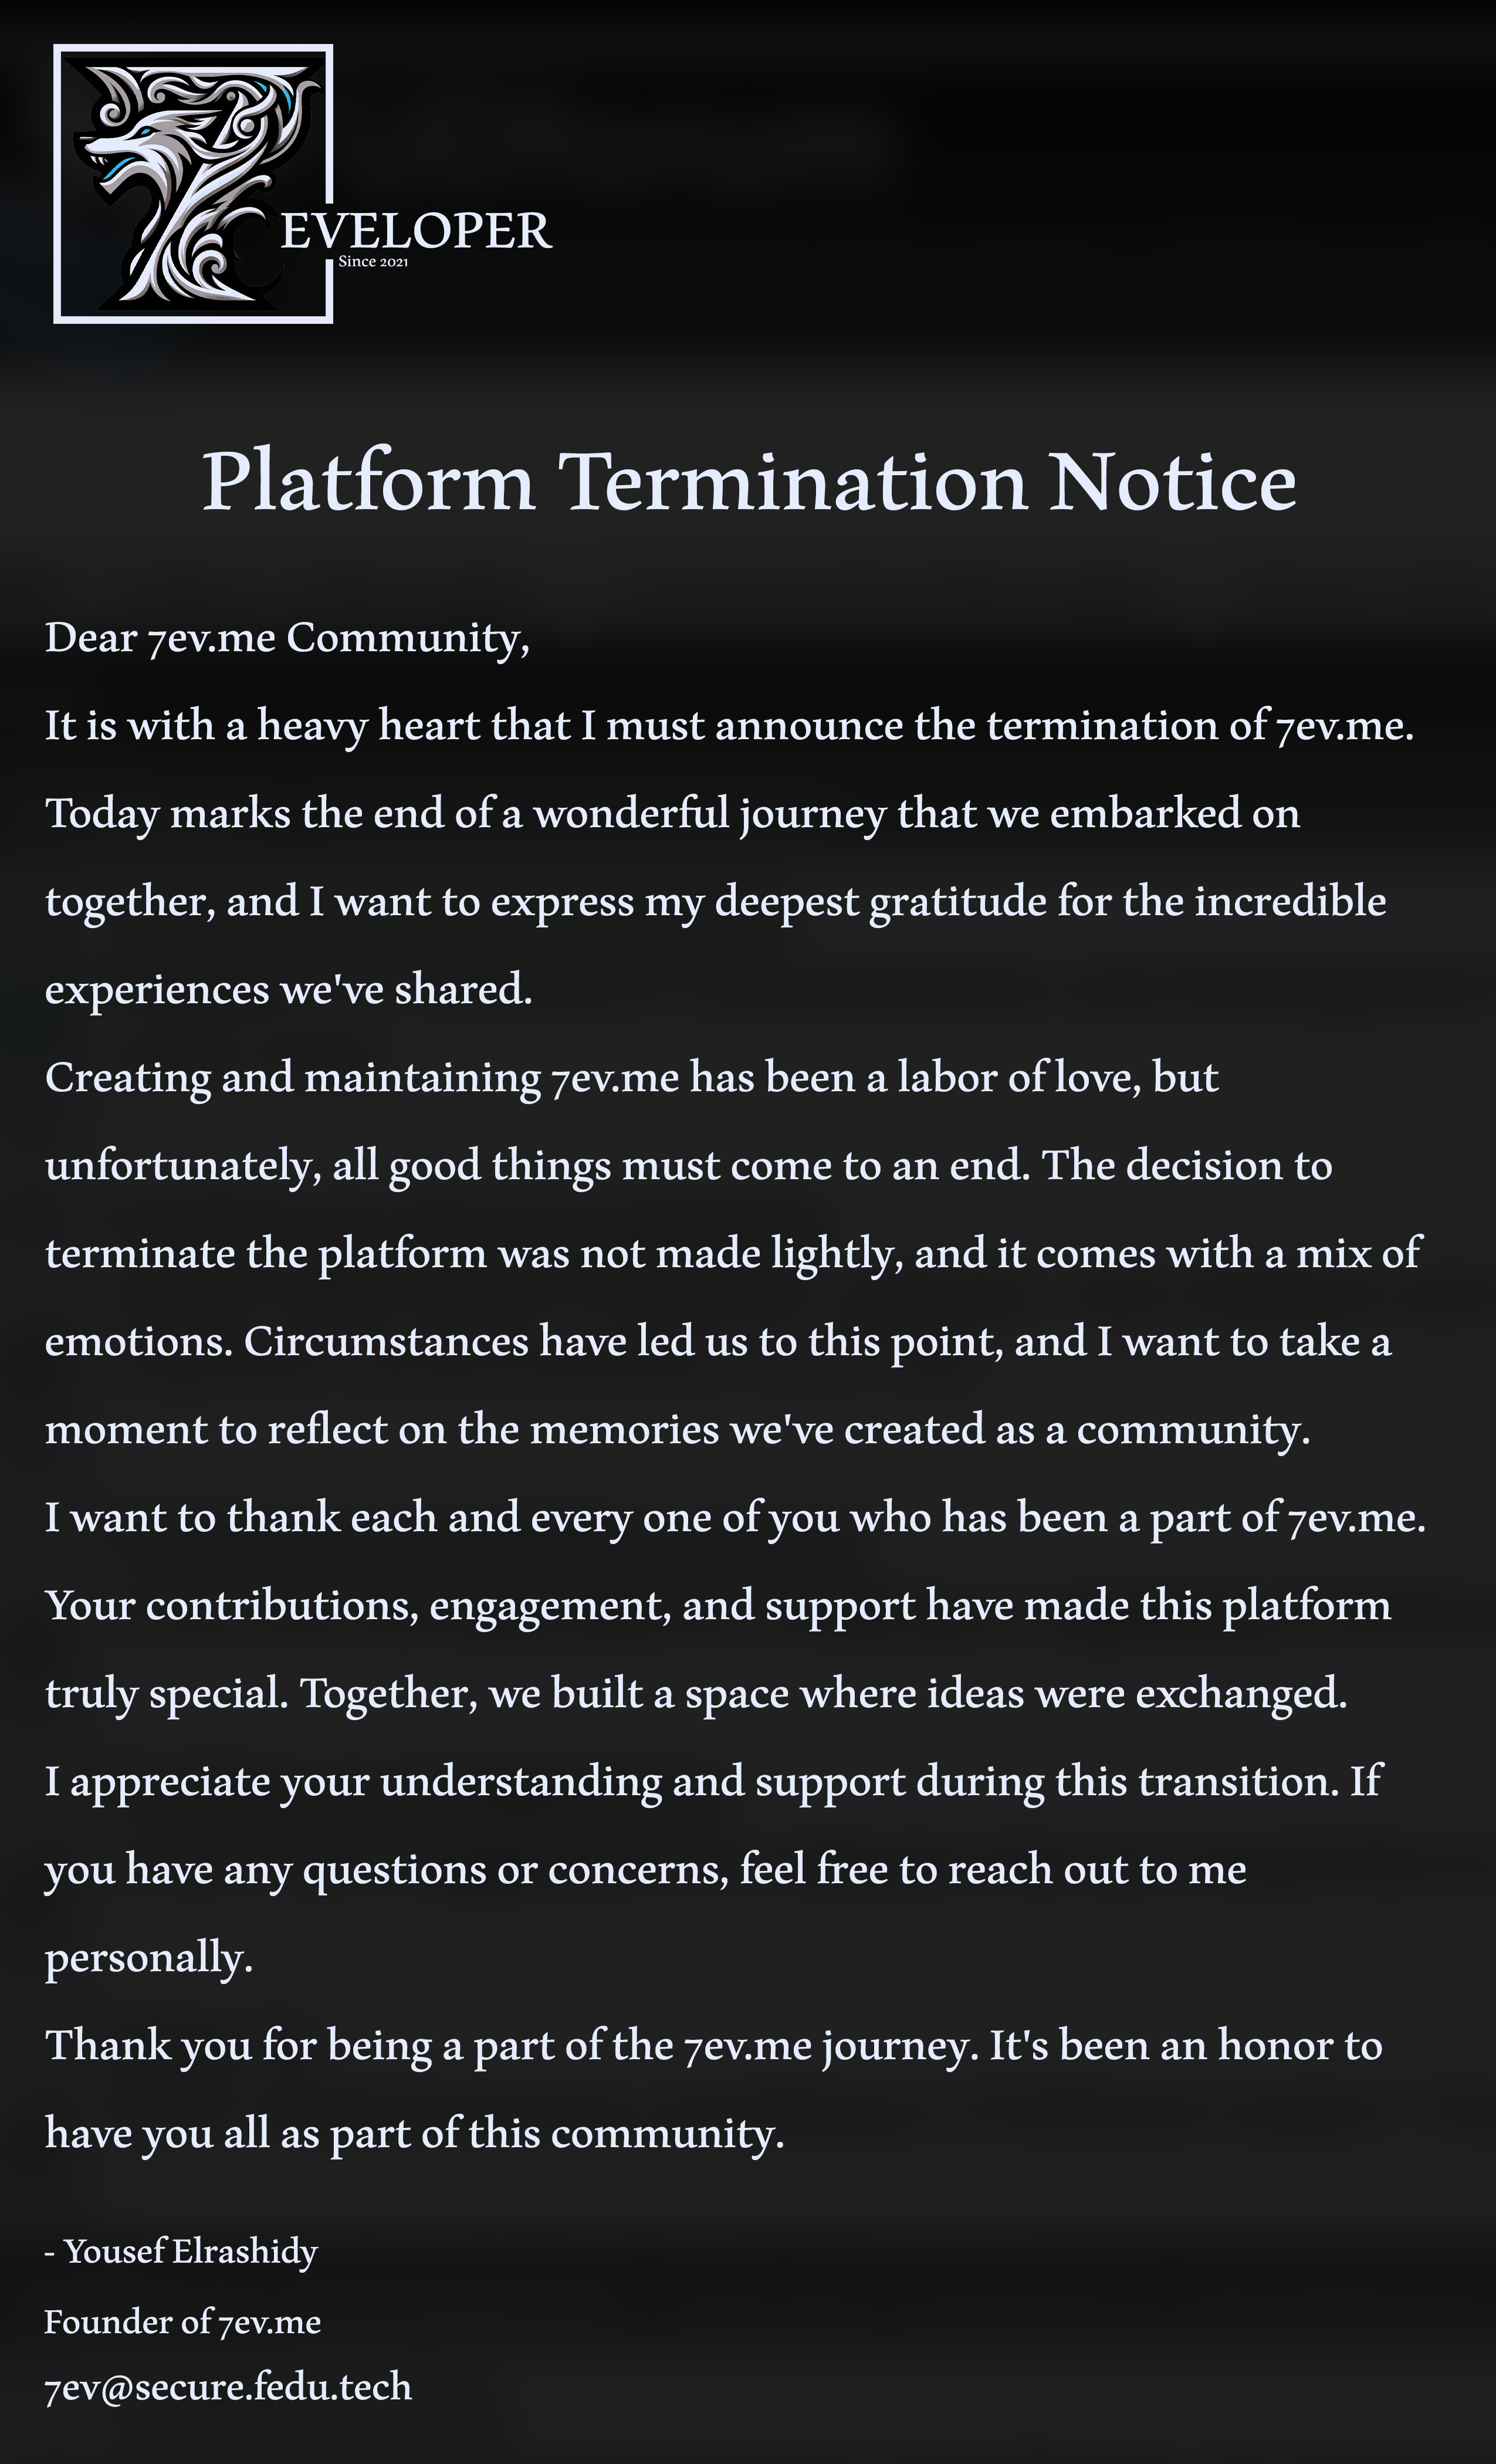 7EVELOPER
Since 2021
Platform Termination Notice
Dear 7ev.me Community,
It is with a heavy heart that I must announce the termination of 7ev.me.
Today marks the end of a wonderful journey that we embarked on
together, and I want to express my deepest gratitude for the incredible
experiences we've shared.
Creating and maintaining 7ev.me has been a labor of love, but
unfortunately, all good things must come to an end. The decision to
terminate the platform was not made lightly, and it comes with a mix of
emotions. Circumstances have led us to this point, and I want to take a
moment to reflect on the memories we've created as a community.
I want to thank each and every one of you who has been a part of 7ev.me.
Your contributions, engagement, and support have made this platform
truly special. Together, we built a space where ideas were exchanged.
I appreciate your understanding and support during this transition. If
you have any questions or concerns, feel free to reach out to me
personally.
Thank you for being a part of the 7ev.me journey. It's been an honor to
have you all as part of this community.
- Yousef Elrashidy
Founder of 7ev.me
7ev@secure.fedu.tech